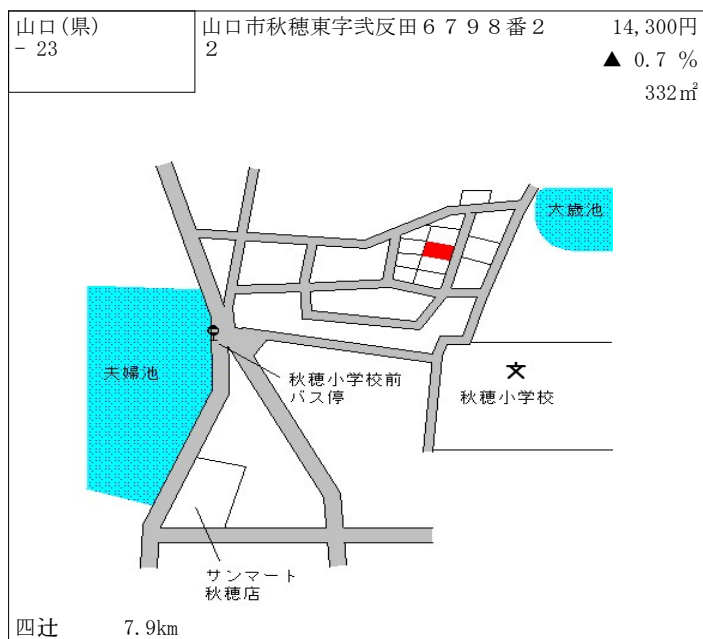 山口(県)
- 23
山口市秋穂東字弐反田６７９８番２
２
14,300円
▲ 0.7 %
332㎡
大歳池
夫婦池
秋穂小学校前
バス停
文
秋穂小学校
サンマート
秋穂店
四辻 7.9km